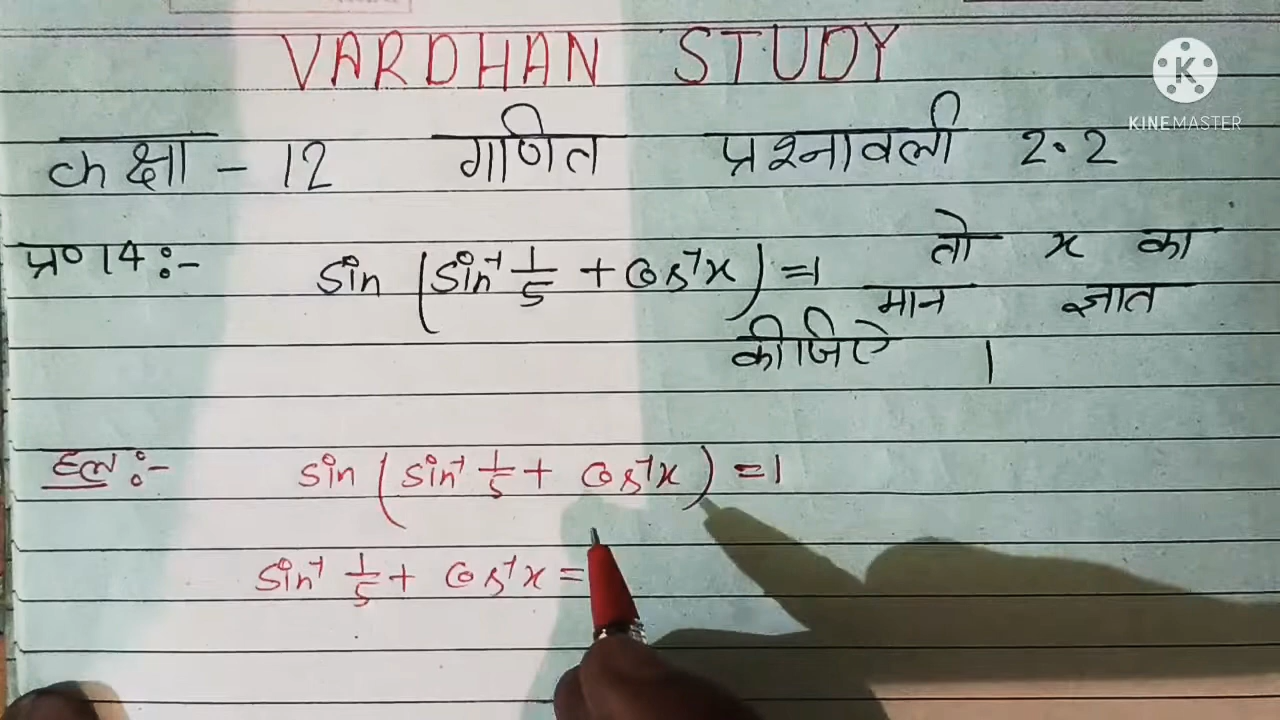 VARDHAN STUDY
KINEMASTER
कक्षा - 12 गणित प्रश्नावली 2.2
प्र० 14:- sin (sin⁻¹ 1/5 + cos⁻¹x) =1 तो x का
मान ज्ञात
कीजिऐ ।
हल:- sin (sin⁻¹ 1/5 + cos⁻¹x) =1
sin⁻¹ 1/5 + cos⁻¹x =